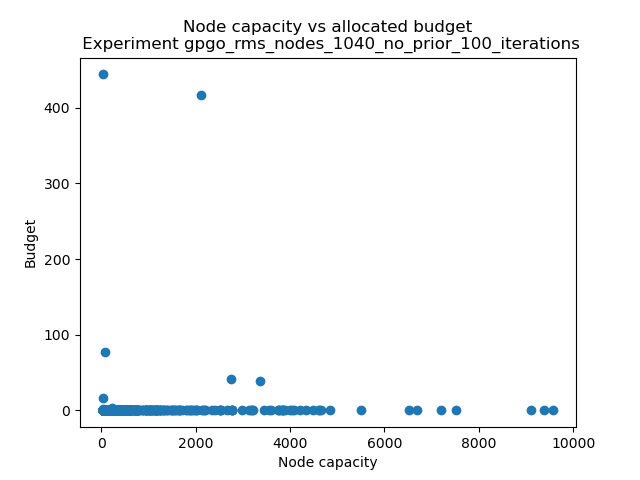 Node capacity vs allocated budget
Experiment gpgo_rms_nodes_1040_no_prior_100_iterations
400
300
200
100
0
Budget
0 2000 4000 6000 8000 10000
Node capacity